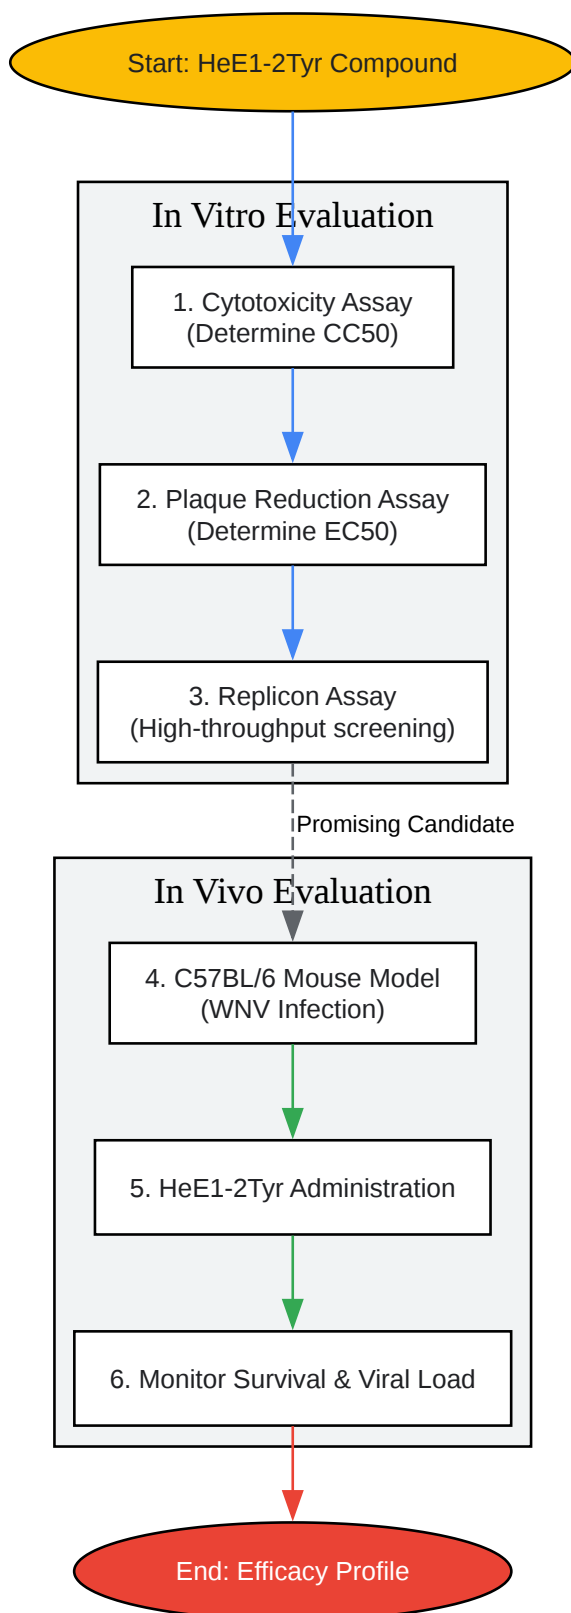 Start: HeE1-2Tyr Compound
In Vitro Evaluation
1. Cytotoxicity Assay
(Determine CC50)
2. Plaque Reduction Assay
(Determine EC50)
3. Replicon Assay
(High-throughput screening)
Promising Candidate
In Vivo Evaluation
4. C57BL/6 Mouse Model
(WNV Infection)
5. HeE1-2Tyr Administration
6. Monitor Survival & Viral Load
End: Efficacy Profile